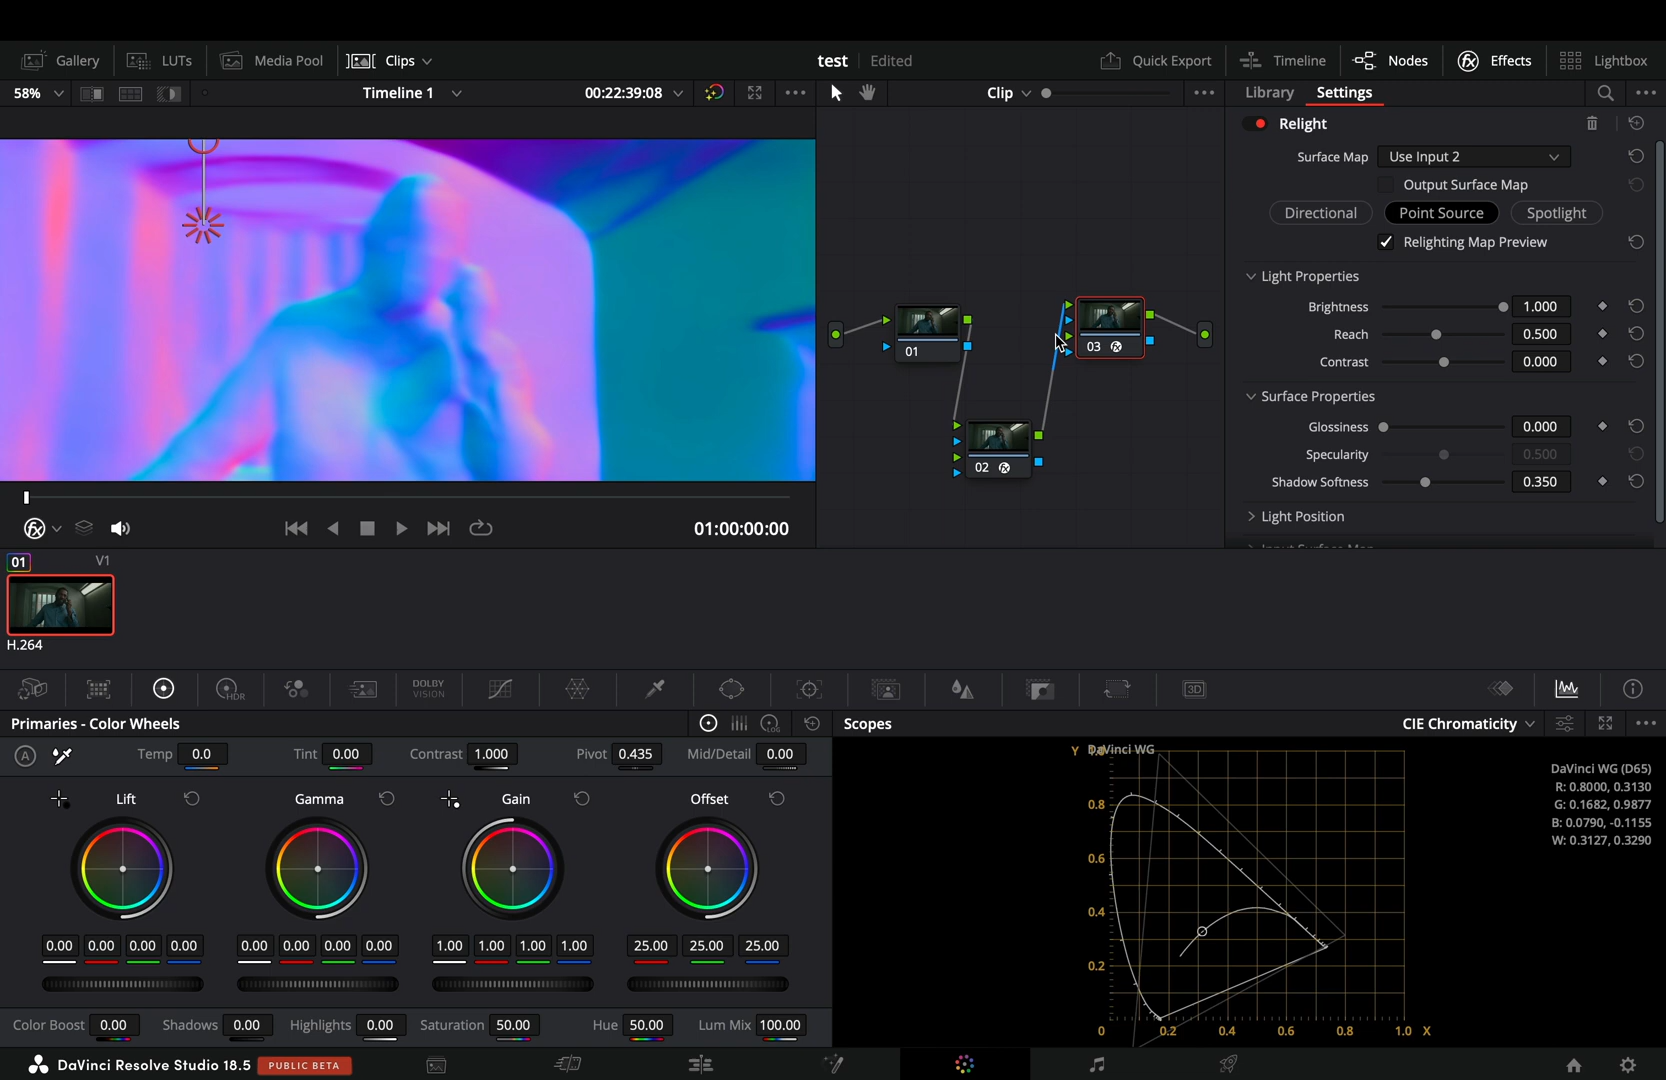 Gallery LUTs Media Pool Clips test Edited Quick Export Timeline Nodes Effects Lightbox
58% Timeline 1 00:22:39:08 Clip Library Settings
Relight
Surface Map Use Input 2
Output Surface Map
Directional Point Source Spotlight
Relighting Map Preview
Light Properties
Brightness 1.000
Reach 0.500
Contrast 0.000
Surface Properties
Glossiness 0.000
Specularity 0.500
Shadow Softness 0.350
Light Position
01
02
03
01:00:00:00
01 V1
H.264
HDR
DOLBY
VISION
3D
Primaries - Color Wheels
LOG
A Temp 0.0 Tint 0.00 Contrast 1.000 Pivot 0.435 Mid/Detail 0.00
Lift Gamma Gain Offset
0.00 0.00 0.00 0.00 0.00 0.00 0.00 0.00 1.00 1.00 1.00 1.00 25.00 25.00 25.00
Color Boost 0.00 Shadows 0.00 Highlights 0.00 Saturation 50.00 Hue 50.00 Lum Mix 100.00
Scopes CIE Chromaticity
Y DaVinci WG
0.8
0.6
0.4
0.2
0 0.2 0.4 0.6 0.8 1.0 X
DaVinci WG (D65)
R: 0.8000, 0.3130
G: 0.1682, 0.9877
B: 0.0790, -0.1155
W: 0.3127, 0.3290
DaVinci Resolve Studio 18.5 PUBLIC BETA